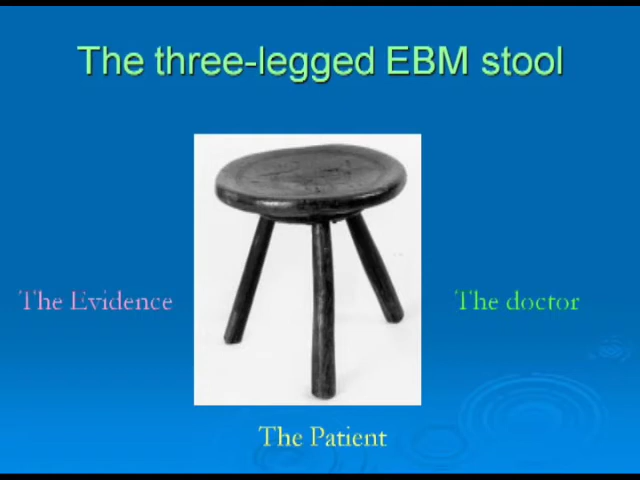 The three-legged EBM stool
The Evidence
The doctor
The Patient